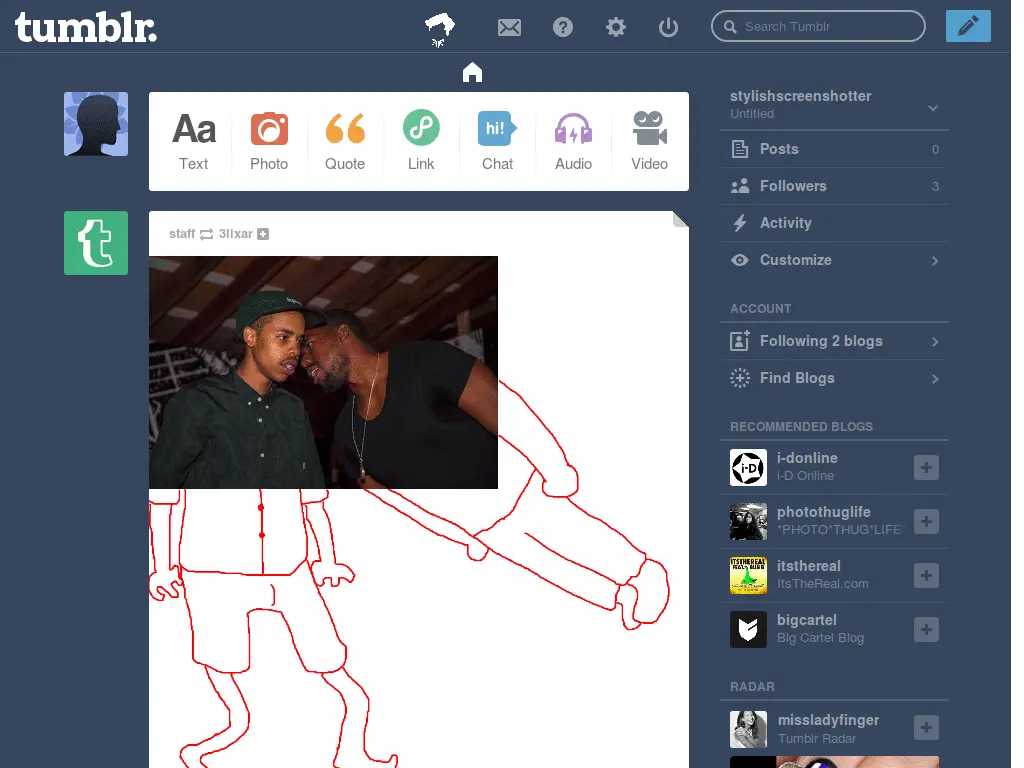 tumblr.
Search Tumblr
Aa
Text
Photo
Quote
Link
hi!
Chat
Audio
Video
staff 3lixar
stylishscreenshotter
Untitled
Posts 0
Followers 3
Activity
Customize
ACCOUNT
Following 2 blogs
Find Blogs
RECOMMENDED BLOGS
i-D
i-donline
i-D Online
photothuglife
*PHOTO*THUG*LIFE*
ITSTHEREAL
itsthereal
ItsTheReal.com
bigcartel
Big Cartel Blog
RADAR
missladyfinger
Tumblr Radar